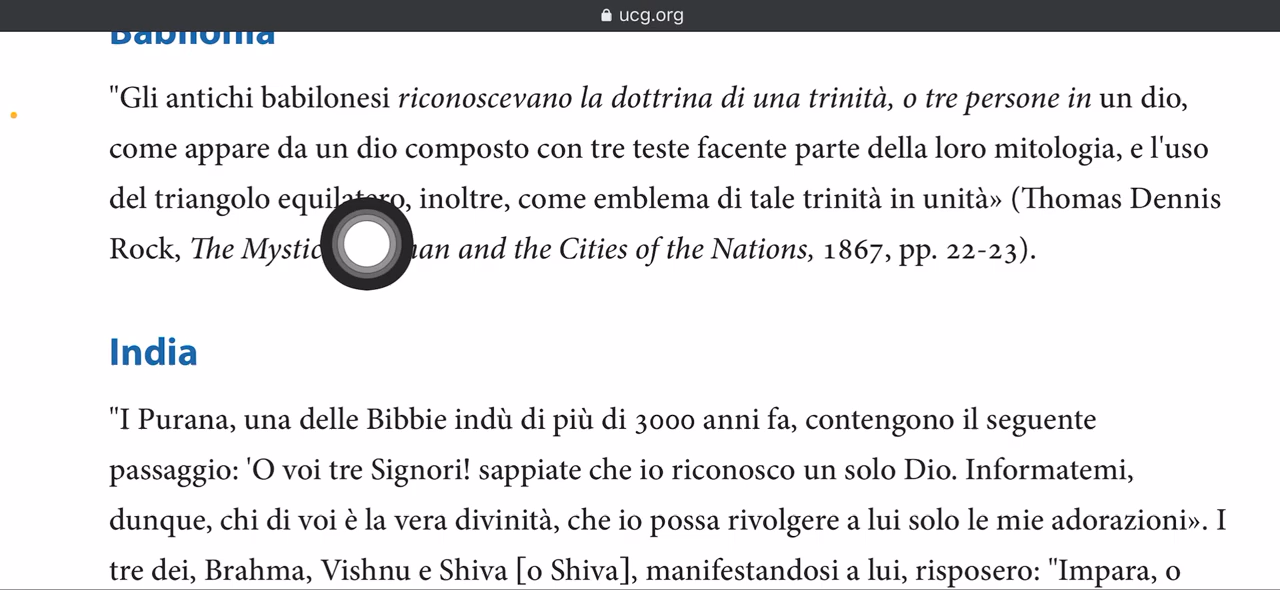 ucg.org
Babilonia
"Gli antichi babilonesi riconoscevano la dottrina di una trinità, o tre persone in un dio,
come appare da un dio composto con tre teste facente parte della loro mitologia, e l'uso
del triangolo equilatero, inoltre, come emblema di tale trinità in unità» (Thomas Dennis
Rock, The Mystic and the Cities of the Nations, 1867, pp. 22-23).
India
"I Purana, una delle Bibbie indù di più di 3000 anni fa, contengono il seguente
passaggio: 'O voi tre Signori! sappiate che io riconosco un solo Dio. Informatemi,
dunque, chi di voi è la vera divinità, che io possa rivolgere a lui solo le mie adorazioni». I
tre dei, Brahma, Vishnu e Shiva [o Shiva], manifestandosi a lui, risposero: "Impara, o